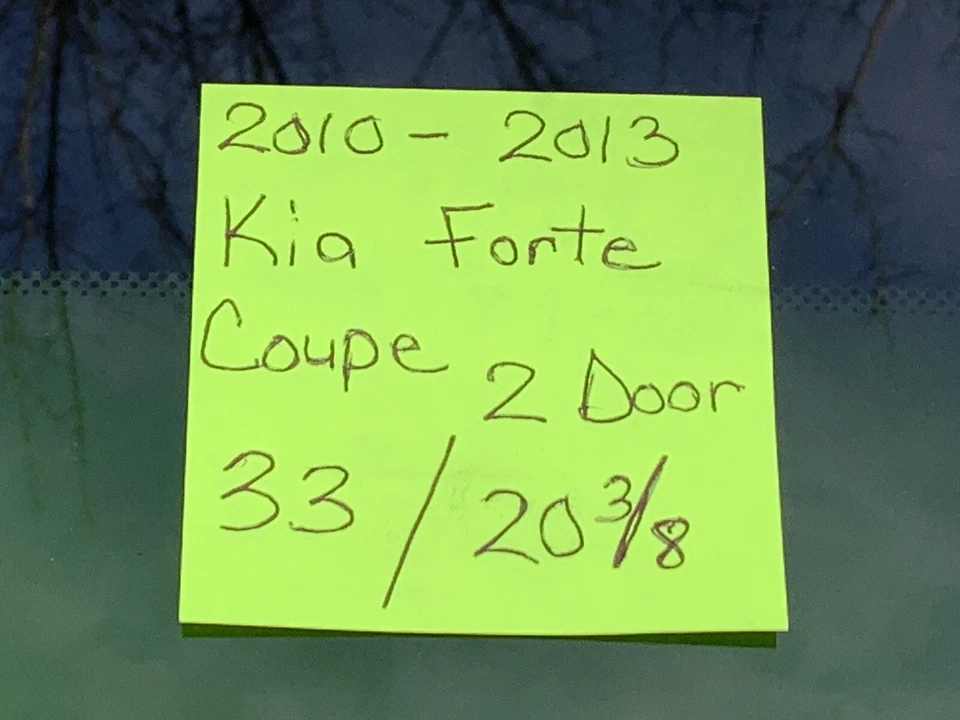 2010 - 2013
Kia Forte
Coupe 2 Door
33 / 20 3/8